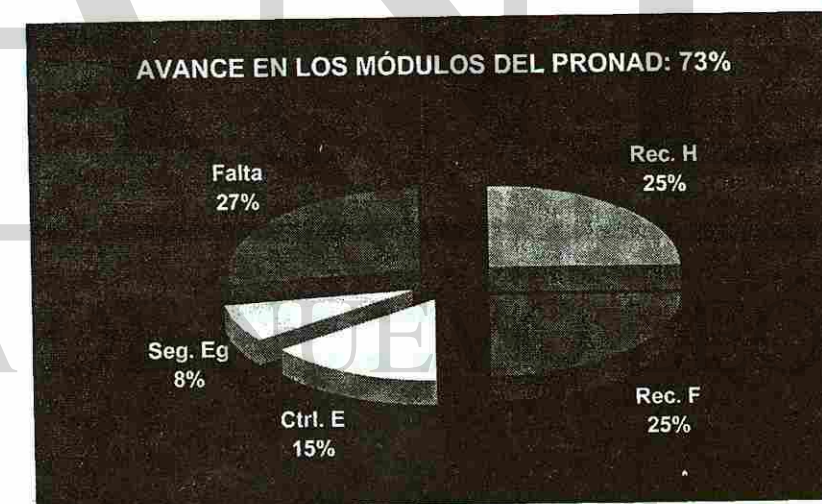 AVANCE EN LOS MÓDULOS DEL PRONAD: 73%
Falta
27%
Rec. H
25%
Seg. Eg
8%
Ctrl. E
15%
Rec. F
25%